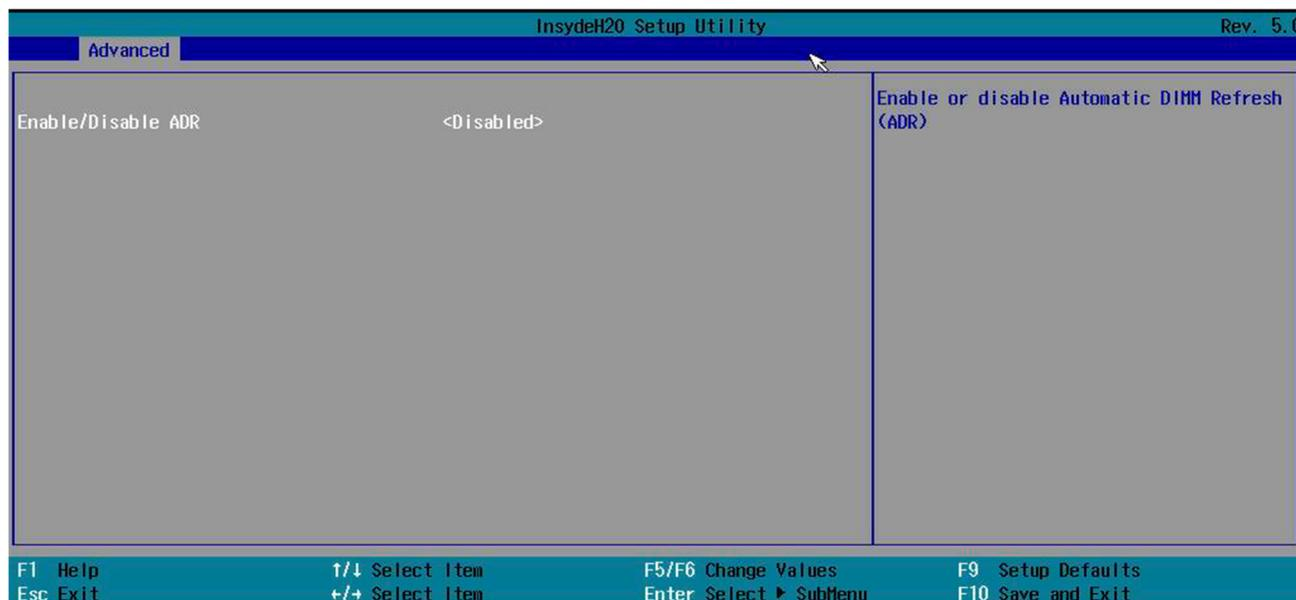 InsydeH20 Setup Utility Rev. 5.0
Advanced
Enable/Disable ADR <Disabled>
Enable or disable Automatic DIMM Refresh
(ADR)
F1 Help ↑/↓ Select Item F5/F6 Change Values F9 Setup Defaults
Esc Exit ←/→ Select Item Enter Select ▶ SubMenu F10 Save and Exit